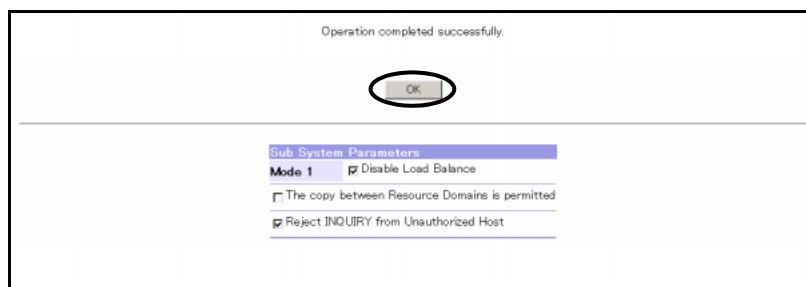 Operation completed successfully.
OK
Sub System Parameters
Mode 1 Disable Load Balance
The copy between Resource Domains is permitted
Reject INQUIRY from Unauthorized Host